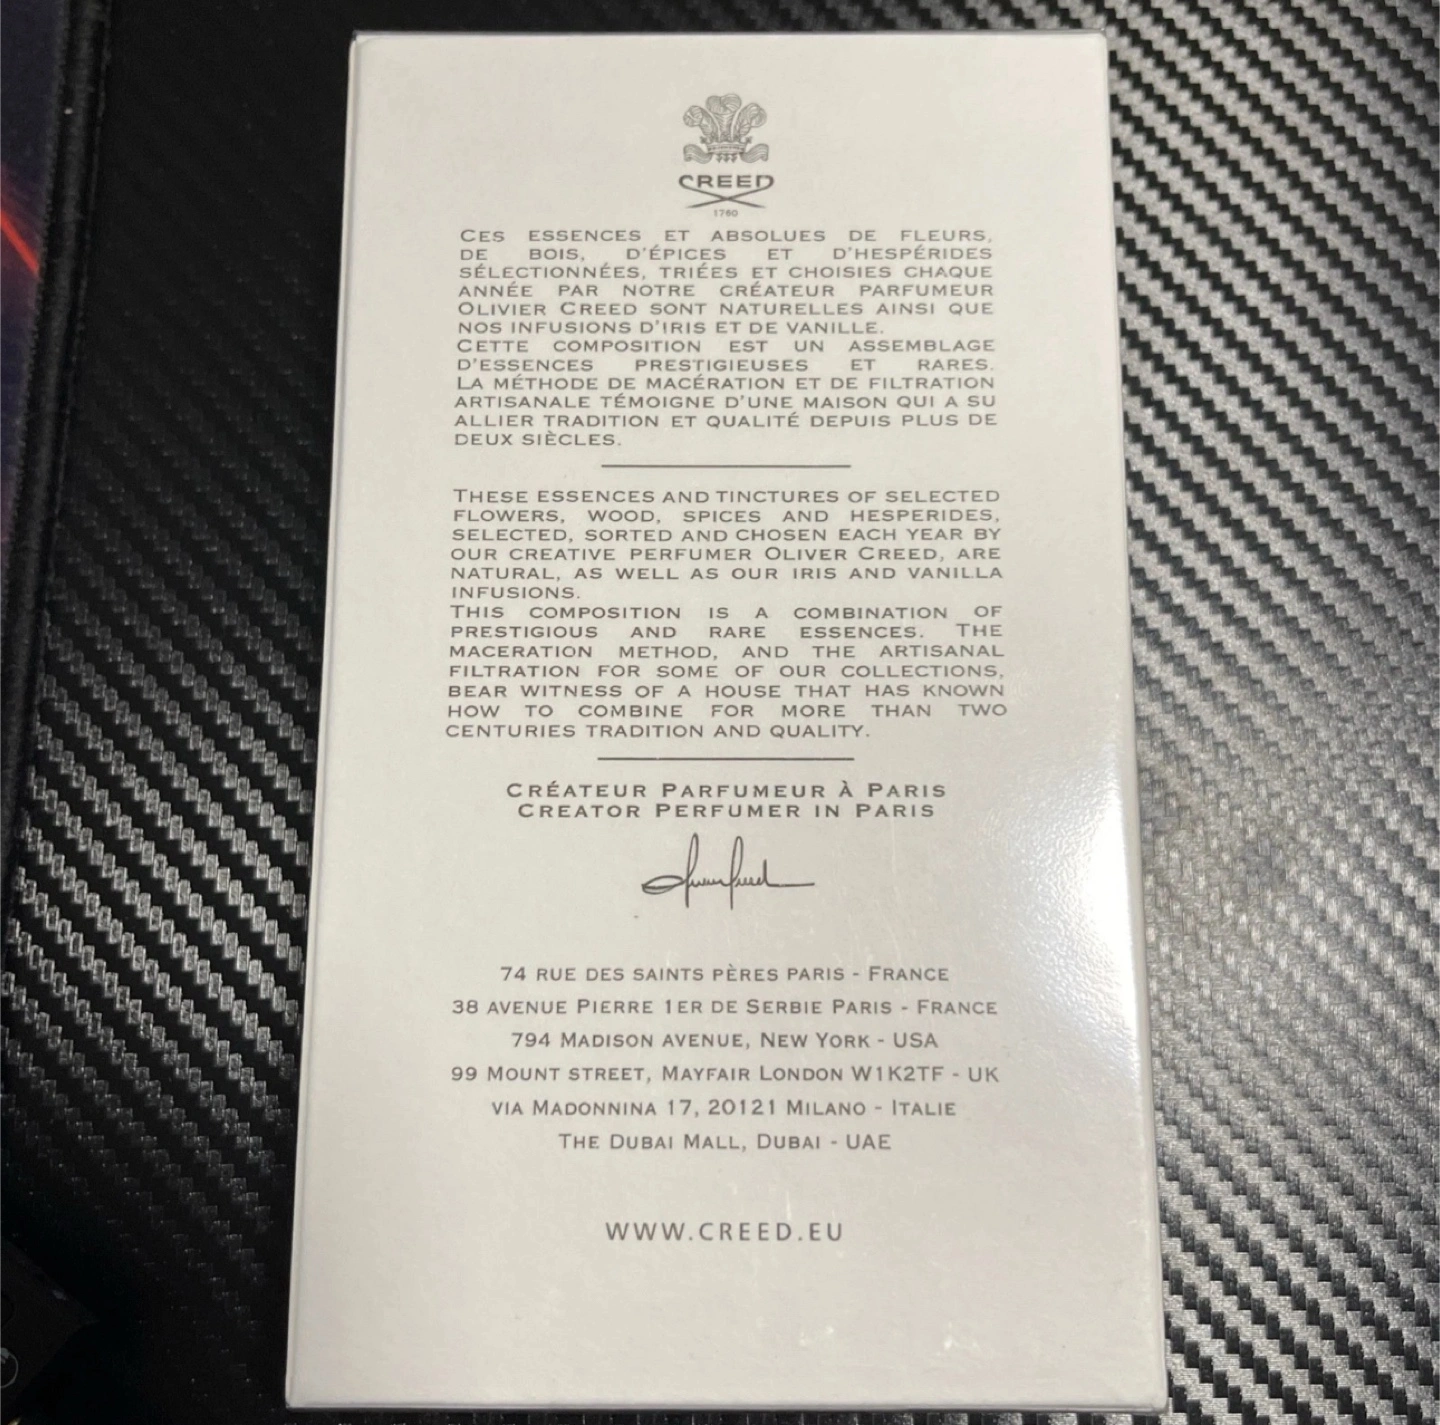 CREED
1760
CES ESSENCES ET ABSOLUES DE FLEURS,
DE BOIS, D'ÉPICES ET D'HESPÉRIDES
SÉLECTIONNÉES, TRIÉES ET CHOISIES CHAQUE
ANNÉE PAR NOTRE CRÉATEUR PARFUMEUR
OLIVIER CREED SONT NATURELLES AINSI QUE
NOS INFUSIONS D'IRIS ET DE VANILLE.
CETTE COMPOSITION EST UN ASSEMBLAGE
D'ESSENCES PRESTIGIEUSES ET RARES.
LA MÉTHODE DE MACÉRATION ET DE FILTRATION
ARTISANALE TÉMOIGNE D'UNE MAISON QUI A SU
ALLIER TRADITION ET QUALITÉ DEPUIS PLUS DE
DEUX SIÈCLES.
THESE ESSENCES AND TINCTURES OF SELECTED
FLOWERS, WOOD, SPICES AND HESPERIDES,
SELECTED, SORTED AND CHOSEN EACH YEAR BY
OUR CREATIVE PERFUMER OLIVER CREED, ARE
NATURAL, AS WELL AS OUR IRIS AND VANILLA
INFUSIONS.
THIS COMPOSITION IS A COMBINATION OF
PRESTIGIOUS AND RARE ESSENCES. THE
MACERATION METHOD, AND THE ARTISANAL
FILTRATION FOR SOME OF OUR COLLECTIONS,
BEAR WITNESS OF A HOUSE THAT HAS KNOWN
HOW TO COMBINE FOR MORE THAN TWO
CENTURIES TRADITION AND QUALITY.
CRÉATEUR PARFUMEUR À PARIS
CREATOR PERFUMER IN PARIS
74 RUE DES SAINTS PÈRES PARIS - FRANCE
38 AVENUE PIERRE 1ER DE SERBIE PARIS - FRANCE
794 MADISON AVENUE, NEW YORK - USA
99 MOUNT STREET, MAYFAIR LONDON W1K2TF - UK
VIA MADONNINA 17, 20121 MILANO - ITALIE
THE DUBAI MALL, DUBAI - UAE
WWW.CREED.EU